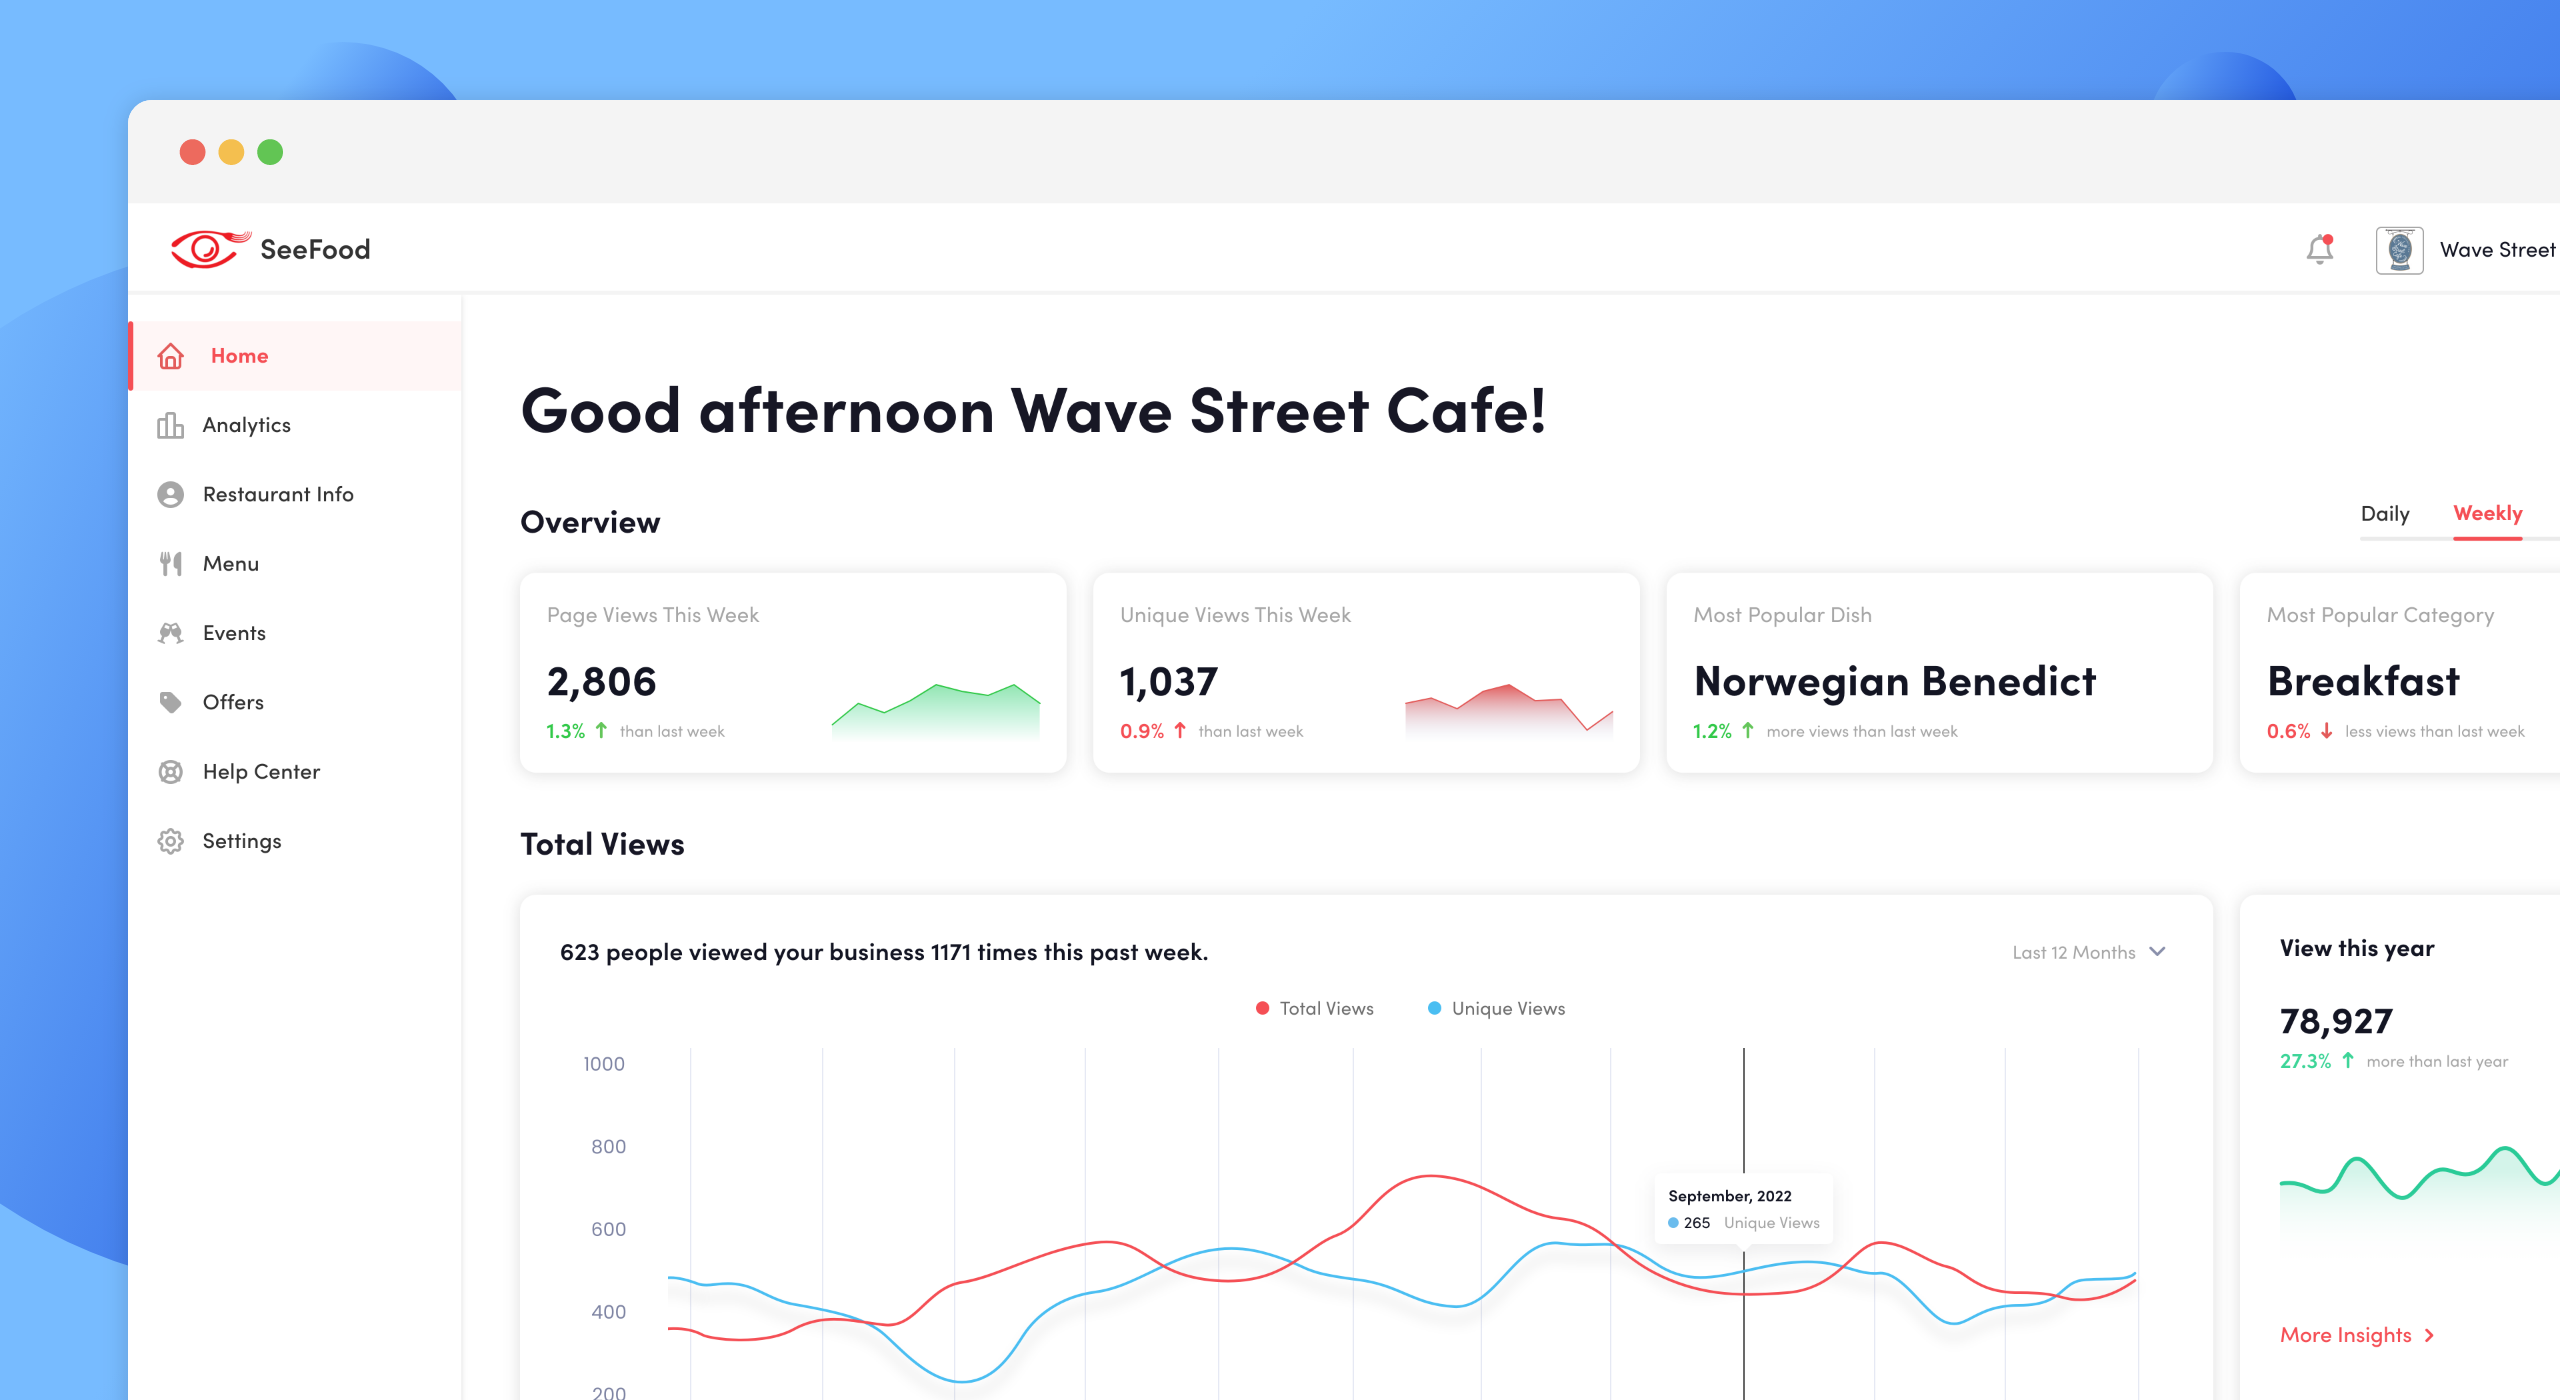 SeeFood
Wave Street
Home
Analytics
Restaurant Info
Menu
Events
Offers
Help Center
Settings
Good afternoon Wave Street Cafe!
Overview
Daily
Weekly
Page Views This Week
2,806
1.3% ↑ than last week
Unique Views This Week
1,037
0.9% ↑ than last week
Most Popular Dish
Norwegian Benedict
1.2% ↑ more views than last week
Most Popular Category
Breakfast
0.6% ↓ less views than last week
Total Views
623 people viewed your business 1171 times this past week.
Last 12 Months
Total Views
Unique Views
1000
800
600
400
200
September, 2022
265 Unique Views
View this year
78,927
27.3% ↑ more than last year
More Insights